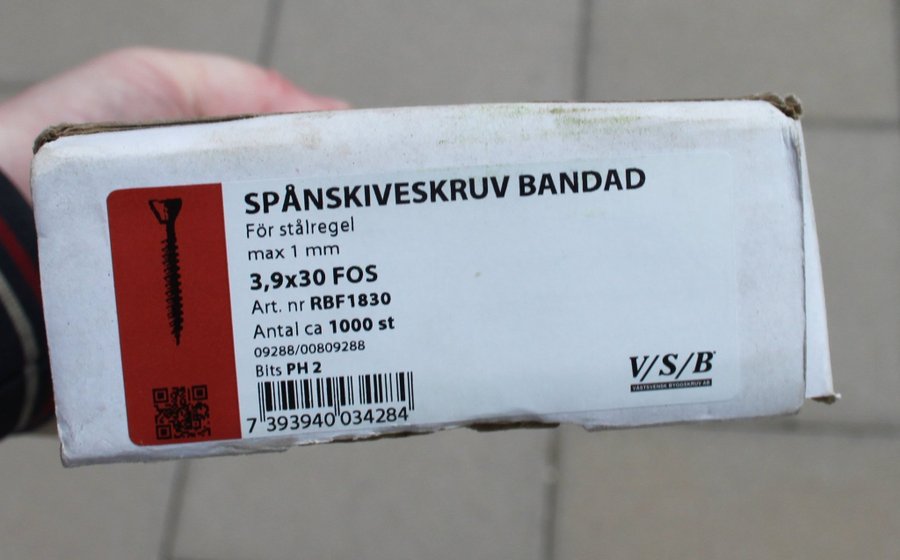 SPÅNSKIVESKRUV BANDAD
För stålregel
max 1 mm
3,9x30 FOS
Art. nr RBF1830
Antal ca 1000 st
09288/00809288
Bits PH 2
7 393940 034284
V/S/B
VÄSTSVENSK BYGGSKRUV AB